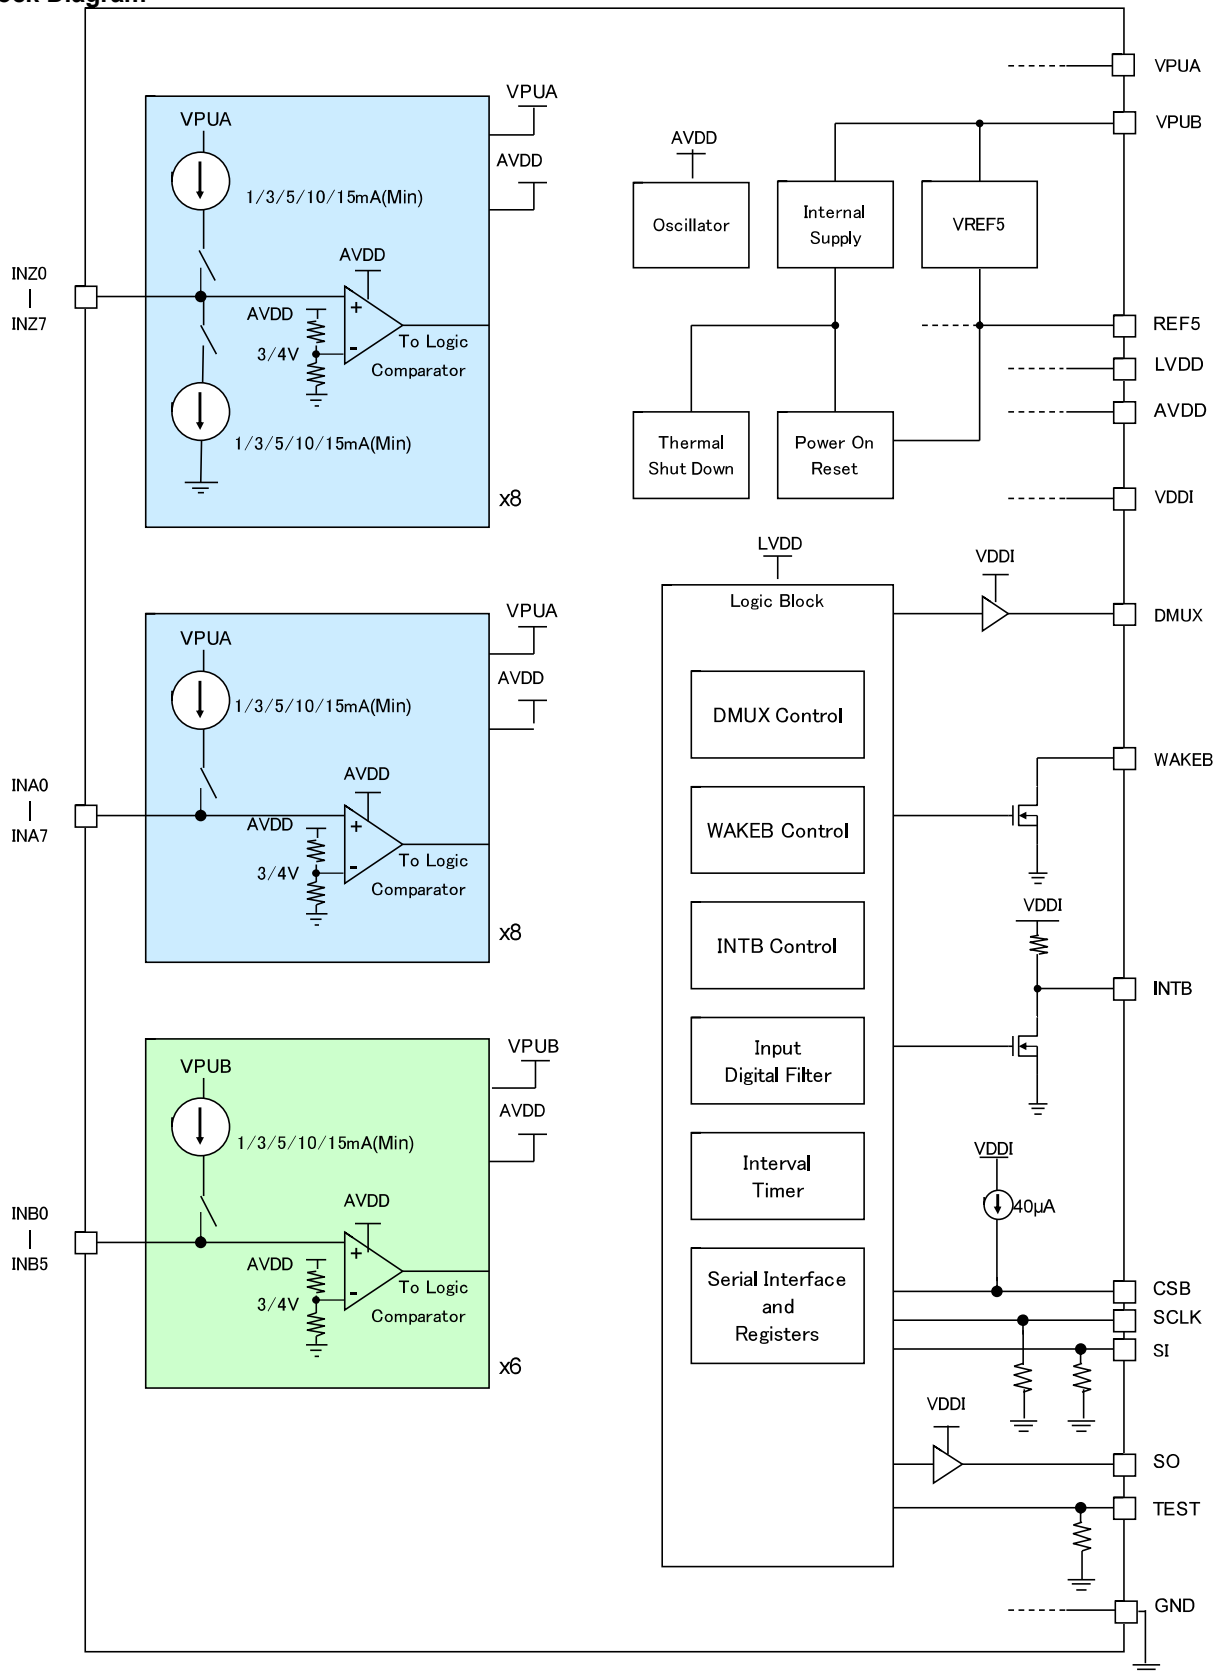 ock Diagram
VPUA
1/3/5/10/15mA(Min)
AVDD
AVDD
3/4V
+
-
To Logic
Comparator
1/3/5/10/15mA(Min)
x8
VPUA
AVDD
INZ0
INZ7
VPUA
1/3/5/10/15mA(Min)
AVDD
AVDD
3/4V
+
-
To Logic
Comparator
x8
VPUA
AVDD
INA0
INA7
VPUB
1/3/5/10/15mA(Min)
AVDD
AVDD
3/4V
+
-
To Logic
Comparator
x6
VPUB
AVDD
INB0
INB5
AVDD
Oscillator
Internal
Supply
VREF5
Thermal
Shut Down
Power On
Reset
LVDD
Logic Block
DMUX Control
WAKEB Control
INTB Control
Input
Digital Filter
Interval
Timer
Serial Interface
and
Registers
VDDI
VDDI
VDDI
40μA
VDDI
VPUA
VPUB
REF5
LVDD
AVDD
VDDI
DMUX
WAKEB
INTB
CSB
SCLK
SI
SO
TEST
GND